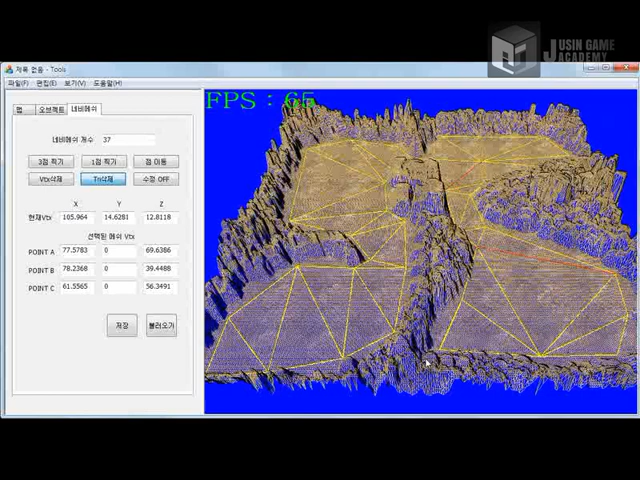 JUSIN GAME
ACADEMY
제목 없음 - Tools
파일(F) 편집(E) 보기(V) 도움말(H)
맵 오브젝트 네비메쉬
FPS : 65
네비메쉬 개수 37
3점 찍기 1점 찍기 점 이동
Vtx삭제 Tri삭제 수정 OFF
X Y Z
현재Vtx 105.964 14.6281 12.8118
선택된 메쉬 Vtx
POINT A 77.5783 0 69.6386
POINT B 78.2368 0 39.4488
POINT C 61.5565 0 56.3491
저장 불러오기